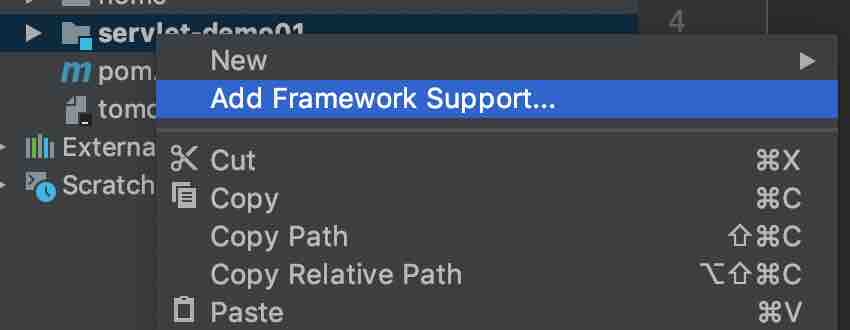 4
servlet-demo01
New
pom.
Add Framework Support...
tomc
Externa
Cut ⌘X
Scratch
Copy ⌘C
Copy Path ⇧⌘C
Copy Relative Path ⌥⇧⌘C
Paste ⌘V